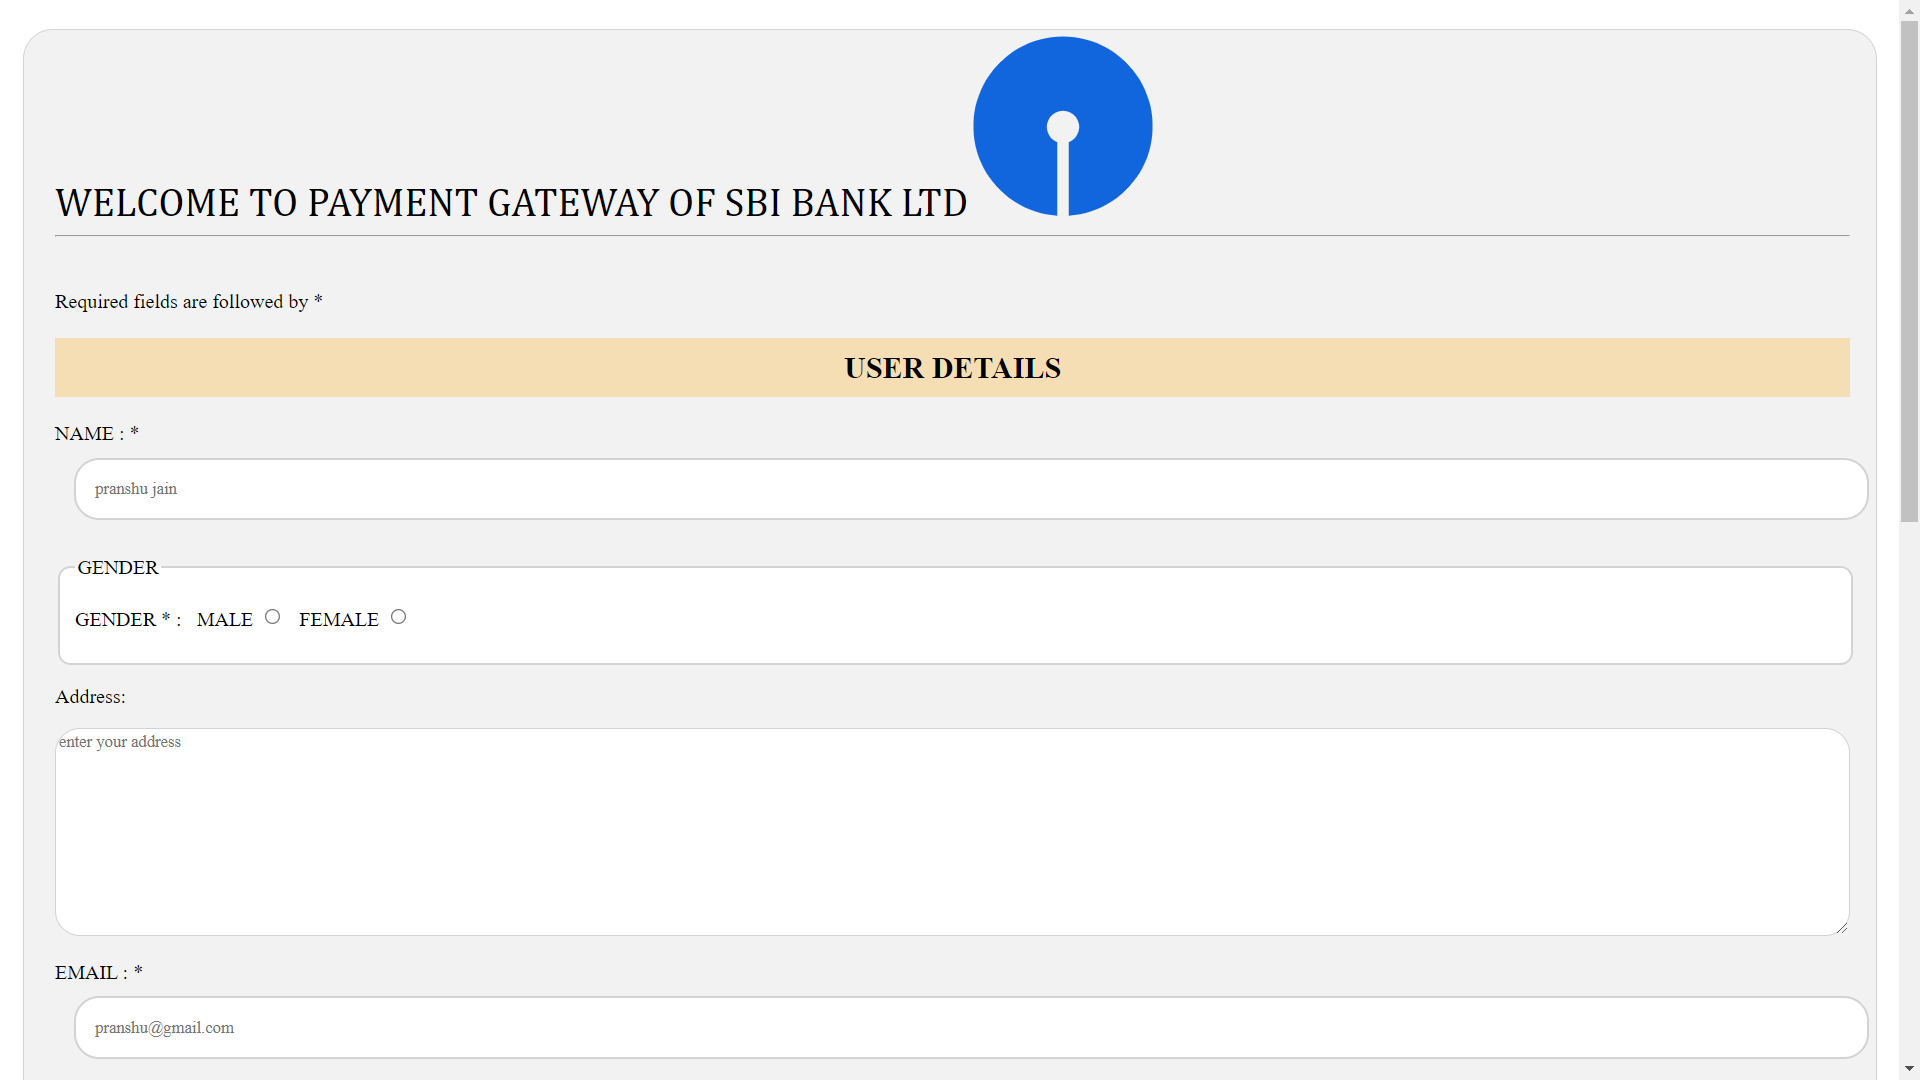 WELCOME TO PAYMENT GATEWAY OF SBI BANK LTD
Required fields are followed by *
USER DETAILS
NAME : *
pranshu jain
GENDER
GENDER * : MALE FEMALE
Address:
enter your address
EMAIL : *
pranshu@gmail.com